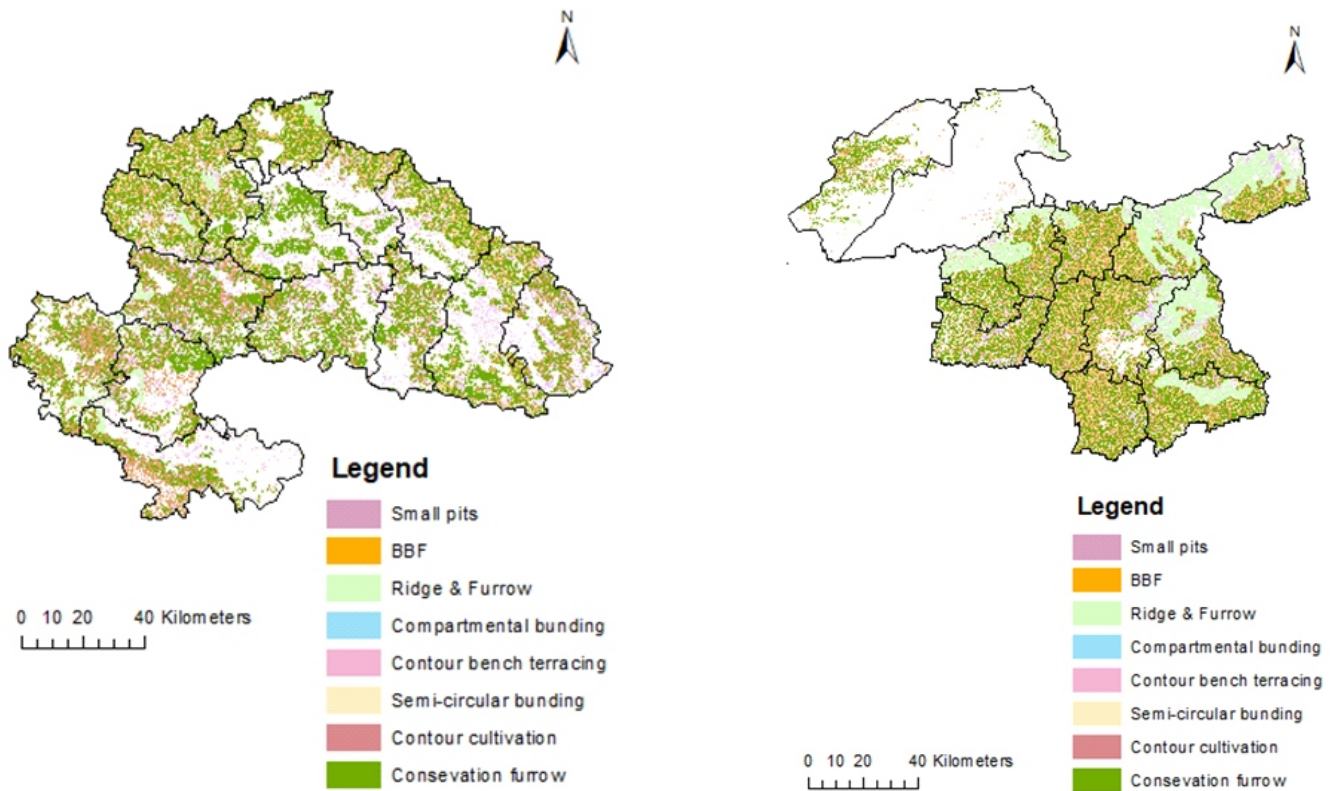 N
Legend
Small pits
BBF
Ridge & Furrow
Compartmental bunding
Contour bench terracing
Semi-circular bunding
Contour cultivation
Consevation furrow
0 10 20 40 Kilometers
N
Legend
Small pits
BBF
Ridge & Furrow
Compartmental bunding
Contour bench terracing
Semi-circular bunding
Contour cultivation
Consevation furrow
0 10 20 40 Kilometers